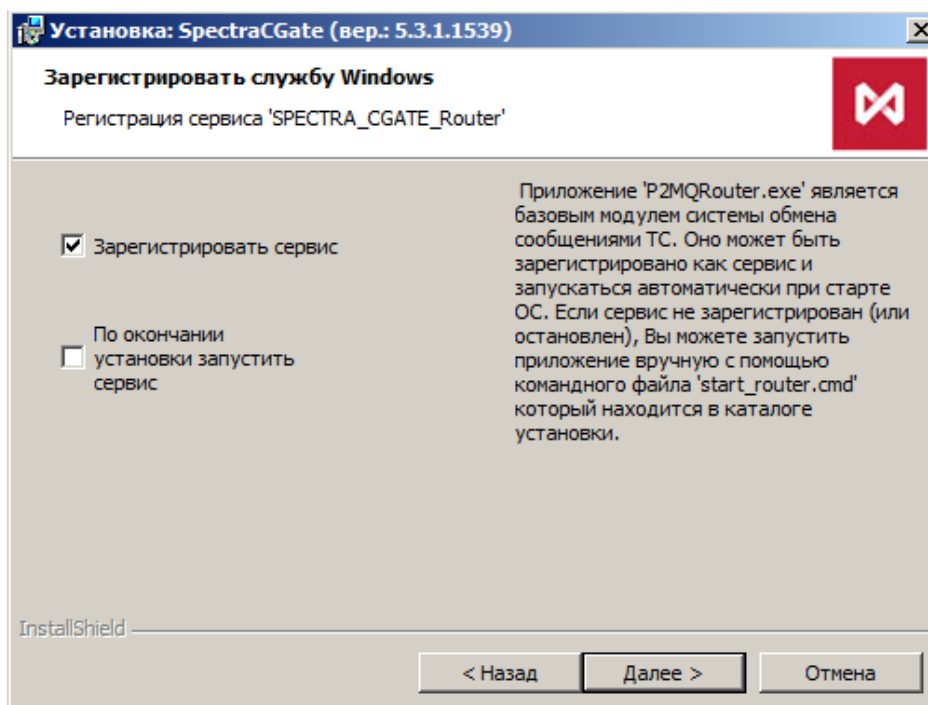 Установка: SpectraCGate (вер.: 5.3.1.1539)
Зарегистрировать службу Windows
Регистрация сервиса 'SPECTRA_CGATE_Router'
Зарегистрировать сервис
По окончании
установки запустить
сервис
Приложение 'P2MQRouter.exe' является
базовым модулем системы обмена
сообщениями ТС. Оно может быть
зарегистрировано как сервис и
запускаться автоматически при старте
ОС. Если сервис не зарегистрирован (или
остановлен), Вы можете запустить
приложение вручную с помощью
командного файла 'start_router.cmd'
который находится в каталоге
установки.
InstallShield
< Назад
Далее >
Отмена